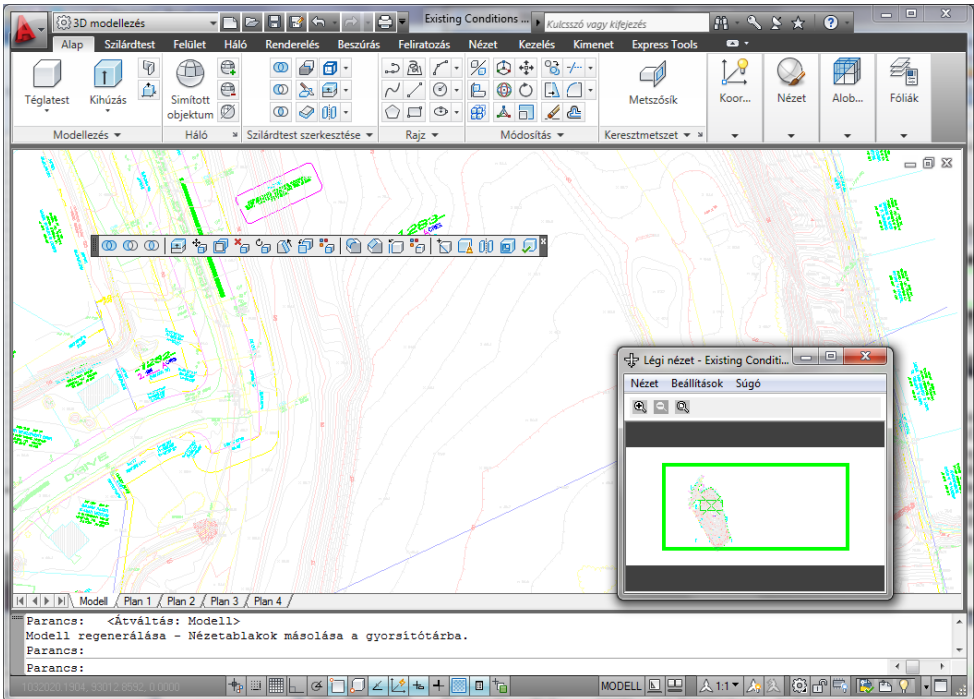 3D modellezés
Existing Conditions ...
Kulcsszó vagy kifejezés
Alap Szilárdtest Felület Háló Renderelés Beszúrás Feliratozás Nézet Kezelés Kimenet Express Tools
Téglatest
Kihúzás
Simított
objektum
Metszősík
Koor...
Nézet
Alob...
Fóliák
Modellezés
Háló
Szilárdtest szerkesztése
Rajz
Módosítás
Keresztmetszet
1283
1292
DRIVE
Légi nézet - Existing Conditi...
Nézet Beállítások Súgó
Modell Plan 1 Plan 2 Plan 3 Plan 4
Parancs: <Átváltás: Modell>
Modell regenerálása - Nézetablakok másolása a gyorsítótárba.
Parancs:
Parancs:
MODELL
1:1